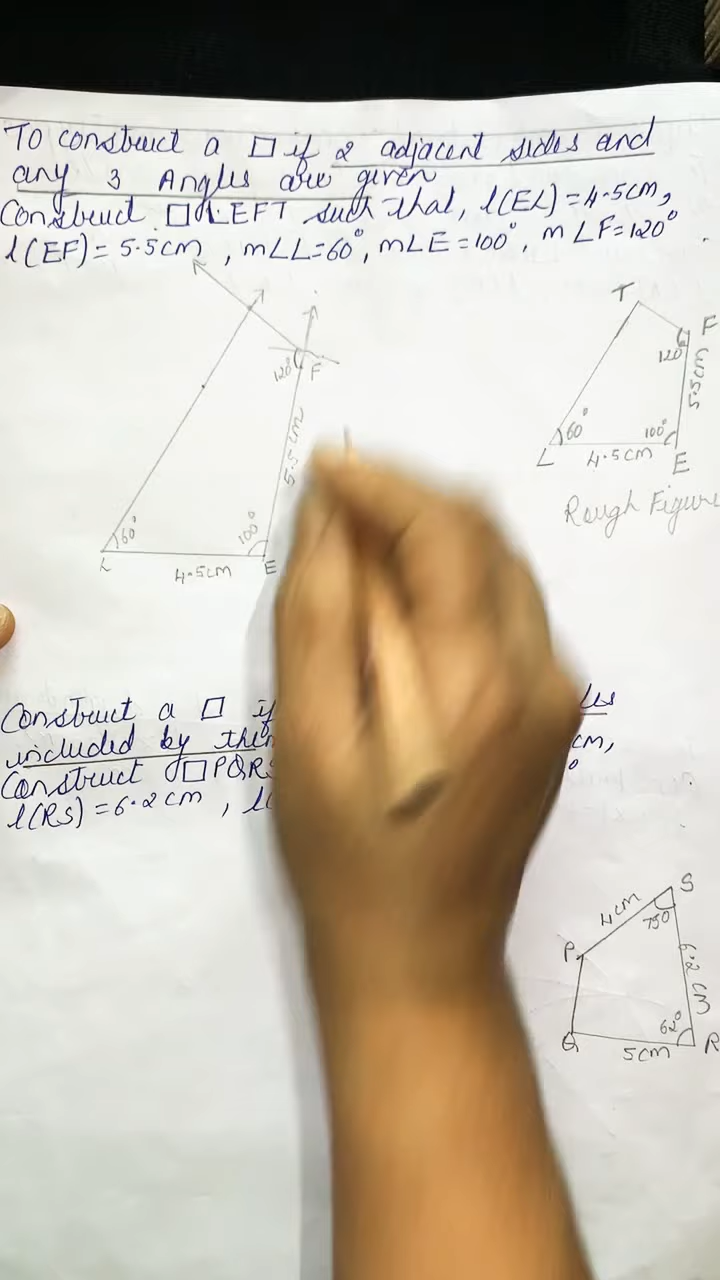 To construct a □ if 2 adjacent sides and
any 3 Angles are given
Construct □ LEFT such that, l(EL)=4.5cm,
l(EF)=5.5cm, m∠L=60°, m∠E=100°, m∠F=120°
T
F
120°
5.5cm
60°
100°
L
4.5cm
E
Rough Figure
120°
F
5.5cm
60°
100°
L
4.5cm
E
Construct a □ if
included by
cm,
Construct □PQRS
l(RS)=6.2cm,
S
4cm
75°
P
6.2cm
62°
Q
5cm
R